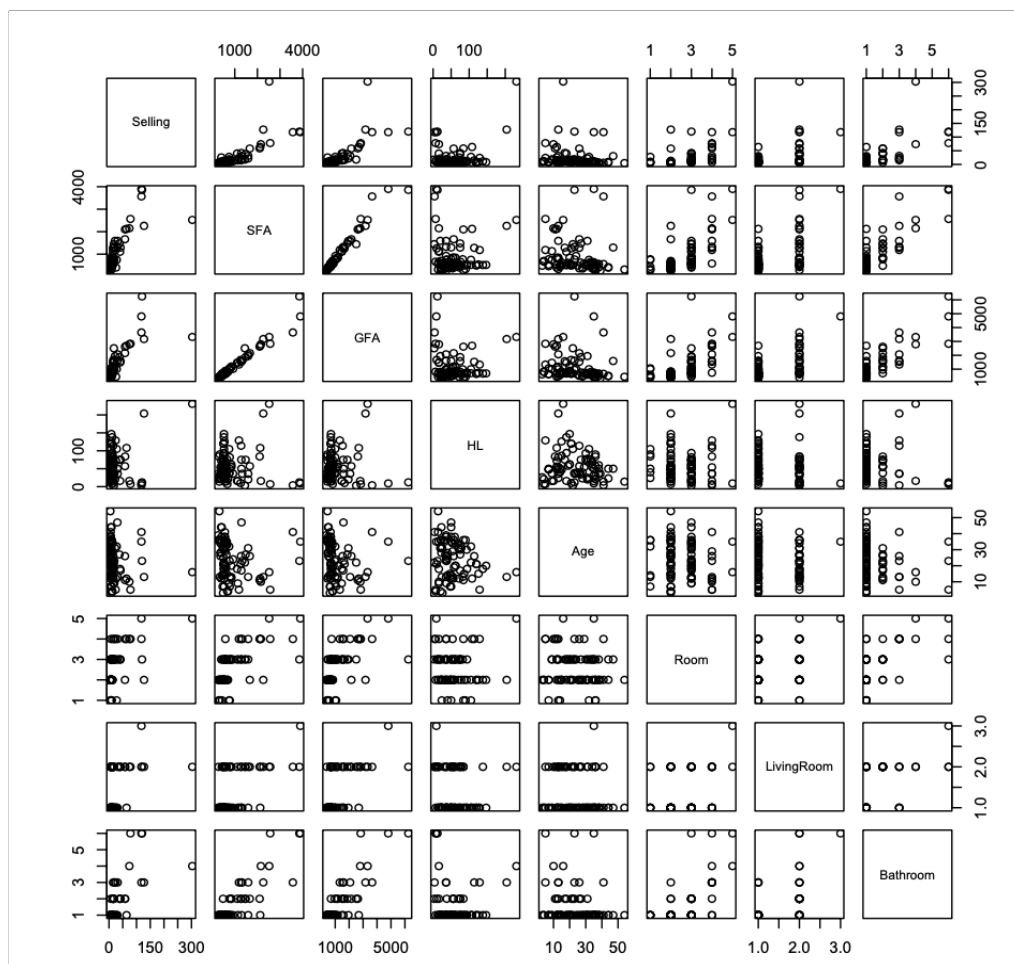 1000 4000 0 100 1 3 5 1 3 5
Selling 0 150 300
1000 4000 SFA
GFA 1000 5000
0 100 HL
Age 10 30 50
1 3 5 Room
LivingRoom 1.0 2.0 3.0
1 3 5 Bathroom
0 150 300 1000 5000 10 30 50 1.0 2.0 3.0